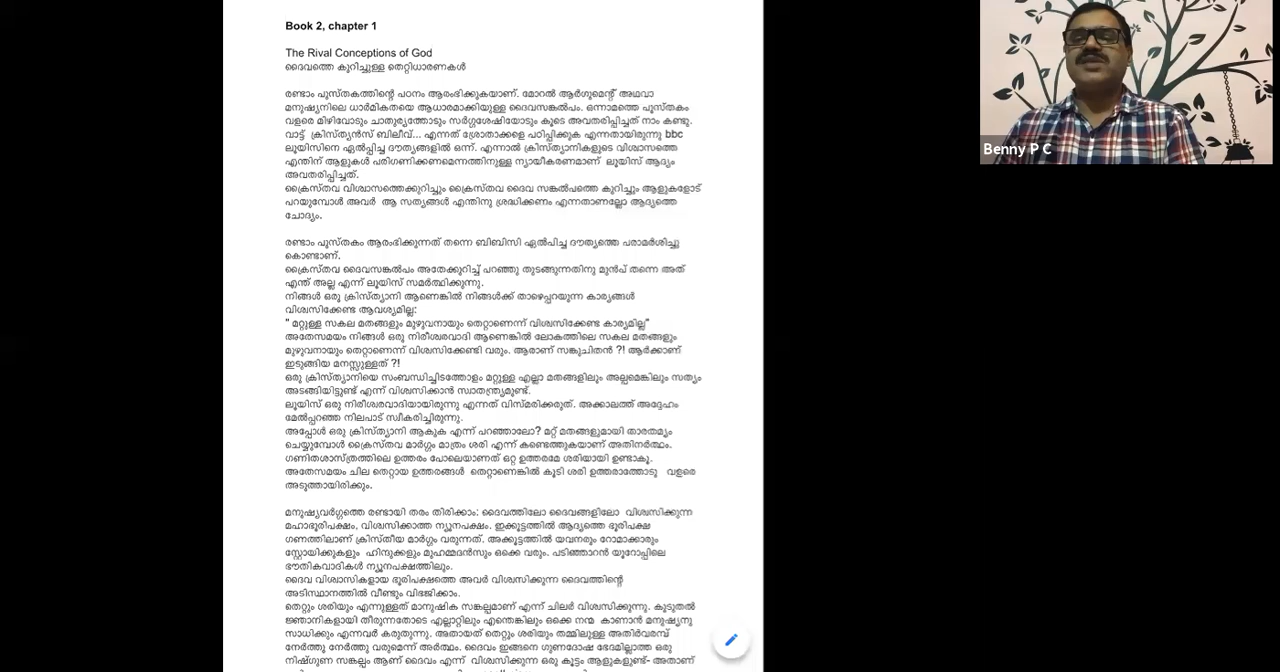 Book 2, chapter 1
The Rival Conceptions of God
ദൈവത്തെ കുറിച്ചുള്ള തെറ്റിധാരണകൾ
രണ്ടാം പുസ്തകത്തിന്റെ പഠനം ആരംഭിക്കുകയാണ്. മോറൽ ആർഗുമെന്റ് അഥവാ
മനുഷ്യനിലെ ധാർമികതയെ ആധാരമാക്കിയുള്ള ദൈവസങ്കൽപം. ഒന്നാമത്തെ പുസ്തകം
വളരെ മിഴിവോടും ചാതുര്യത്തോടും സർഗ്ഗശേഷിയോടും കൂടെ അവതരിപ്പിച്ചത് നാം കണ്ടു.
വാട്ട് ക്രിസ്ത്യൻസ് ബിലീവ്... എന്നത് ശ്രോതാക്കളെ പഠിപ്പിക്കുക എന്നതായിരുന്നു bbc
ലൂയിസിനെ ഏൽപ്പിച്ച ദൗത്യങ്ങളിൽ ഒന്ന്. എന്നാൽ ക്രിസ്ത്യാനികളുടെ വിശ്വാസത്തെ
എന്തിന് ആളുകൾ പരിഗണിക്കണമെന്നത്തിനുള്ള ന്യായീകരണമാണ് ലൂയിസ് ആദ്യം
അവതരിപ്പിച്ചത്.
ക്രൈസ്തവ വിശ്വാസത്തെക്കുറിച്ചും ക്രൈസ്തവ ദൈവ സങ്കൽപത്തെ കുറിച്ചും ആളുകളോട്
പറയുമ്പോൾ അവർ ആ സത്യങ്ങൾ എന്തിനു ശ്രദ്ധിക്കണം എന്നതാണല്ലോ ആദ്യത്തെ
ചോദ്യം.
രണ്ടാം പുസ്തകം ആരംഭിക്കുന്നത് തന്നെ ബിബിസി ഏൽപിച്ച ദൗത്യത്തെ പരാമർശിച്ചു
കൊണ്ടാണ്.
ക്രൈസ്തവ ദൈവസങ്കൽപം അതേക്കുറിച്ച് പറഞ്ഞു തുടങ്ങുന്നതിനു മുൻപ് തന്നെ അത്
എന്ത് അല്ല എന്ന് ലൂയിസ് സമർത്ഥിക്കുന്നു.
നിങ്ങൾ ഒരു ക്രിസ്ത്യാനി ആണെങ്കിൽ നിങ്ങൾക്ക് താഴെപ്പറയുന്ന കാര്യങ്ങൾ
വിശ്വസിക്കേണ്ട ആവശ്യമില്ല:
" മറ്റുള്ള സകല മതങ്ങളും മുഴുവനായും തെറ്റാണെന്ന് വിശ്വസിക്കേണ്ട കാര്യമില്ല"
അതേസമയം നിങ്ങൾ ഒരു നിരീശ്വരവാദി ആണെങ്കിൽ ലോകത്തിലെ സകല മതങ്ങളും
മുഴുവനായും തെറ്റാണെന്ന് വിശ്വസിക്കേണ്ടി വരും. ആരാണ് സങ്കുചിതൻ ?! ആർക്കാണ്
ഇടുങ്ങിയ മനസ്സുള്ളത് ?!
ഒരു ക്രിസ്ത്യാനിയെ സംബന്ധിച്ചിടത്തോളം മറ്റുള്ള എല്ലാ മതങ്ങളിലും അല്പമെങ്കിലും സത്യം
അടങ്ങിയിട്ടുണ്ട് എന്ന് വിശ്വസിക്കാൻ സ്വാതന്ത്ര്യമുണ്ട്.
ലൂയിസ് ഒരു നിരീശ്വരവാദിയായിരുന്നു എന്നത് വിസ്മരിക്കരുത്. അക്കാലത്ത് അദ്ദേഹം
മേൽപ്പറഞ്ഞ നിലപാട് സ്വീകരിച്ചിരുന്നു.
അപ്പോൾ ഒരു ക്രിസ്ത്യാനി ആകുക എന്ന് പറഞ്ഞാലോ? മറ്റ് മതങ്ങളുമായി താരതമ്യം
ചെയ്യുമ്പോൾ ക്രൈസ്തവ മാർഗ്ഗം മാത്രം ശരി എന്ന് കണ്ടെത്തുകയാണ് അതിനർത്ഥം.
ഗണിതശാസ്ത്രത്തിലെ ഉത്തരം പോലെയാണത് ഒറ്റ ഉത്തരമേ ശരിയായി ഉണ്ടാകൂ.
അതേസമയം ചില തെറ്റായ ഉത്തരങ്ങൾ തെറ്റാണെങ്കിൽ കൂടി ശരി ഉത്തരാത്തോടു വളരെ
അടുത്തായിരിക്കും.
മനുഷ്യവർഗ്ഗത്തെ രണ്ടായി തരം തിരിക്കാം: ദൈവത്തിലോ ദൈവങ്ങളിലോ വിശ്വസിക്കുന്ന
മഹാഭൂരിപക്ഷം, വിശ്വസിക്കാത്ത ന്യൂനപക്ഷം. ഇക്കൂട്ടത്തിൽ ആദ്യത്തെ ഭൂരിപക്ഷ
ഗണത്തിലാണ് ക്രിസ്തീയ മാർഗ്ഗം വരുന്നത്. അക്കൂട്ടത്തിൽ യവനരും റോമാക്കാരും
സ്റ്റോയിക്കുകളും ഹിന്ദുക്കളും മുഹമ്മദൻസും ഒക്കെ വരും. പടിഞ്ഞാറൻ യൂറോപ്പിലെ
ഭൗതികവാദികൾ ന്യൂനപക്ഷത്തിലും.
ദൈവ വിശ്വാസികളായ ഭൂരിപക്ഷത്തെ അവർ വിശ്വസിക്കുന്ന ദൈവത്തിന്റെ
അടിസ്ഥാനത്തിൽ വീണ്ടും വിഭജിക്കാം.
തെറ്റും ശരിയും എന്നുള്ളത് മാനുഷിക സങ്കല്പമാണ് എന്ന് ചിലർ വിശ്വസിക്കുന്നു. കൂടുതൽ
ജ്ഞാനികളായി തീരുന്നതോടെ എല്ലാറ്റിലും എന്തെങ്കിലും ഒക്കെ നന്മ കാണാൻ മനുഷ്യനു
സാധിക്കും എന്നവർ കരുതുന്നു. അതായത് തെറ്റും ശരിയും തമ്മിലുള്ള അതിർവരമ്പ്
നേർത്തു നേർത്തു വരുമെന്ന് അർത്ഥം. ദൈവം ഇങ്ങനെ ഗുണദോഷ ഭേദമില്ലാത്ത ഒരു
നിഷ്ഗുണ സങ്കല്പം ആണ് ദൈവം എന്ന് വിശ്വസിക്കുന്ന ഒരു കൂട്ടം ആളുകളുണ്ട്- അതാണ്
Benny P C